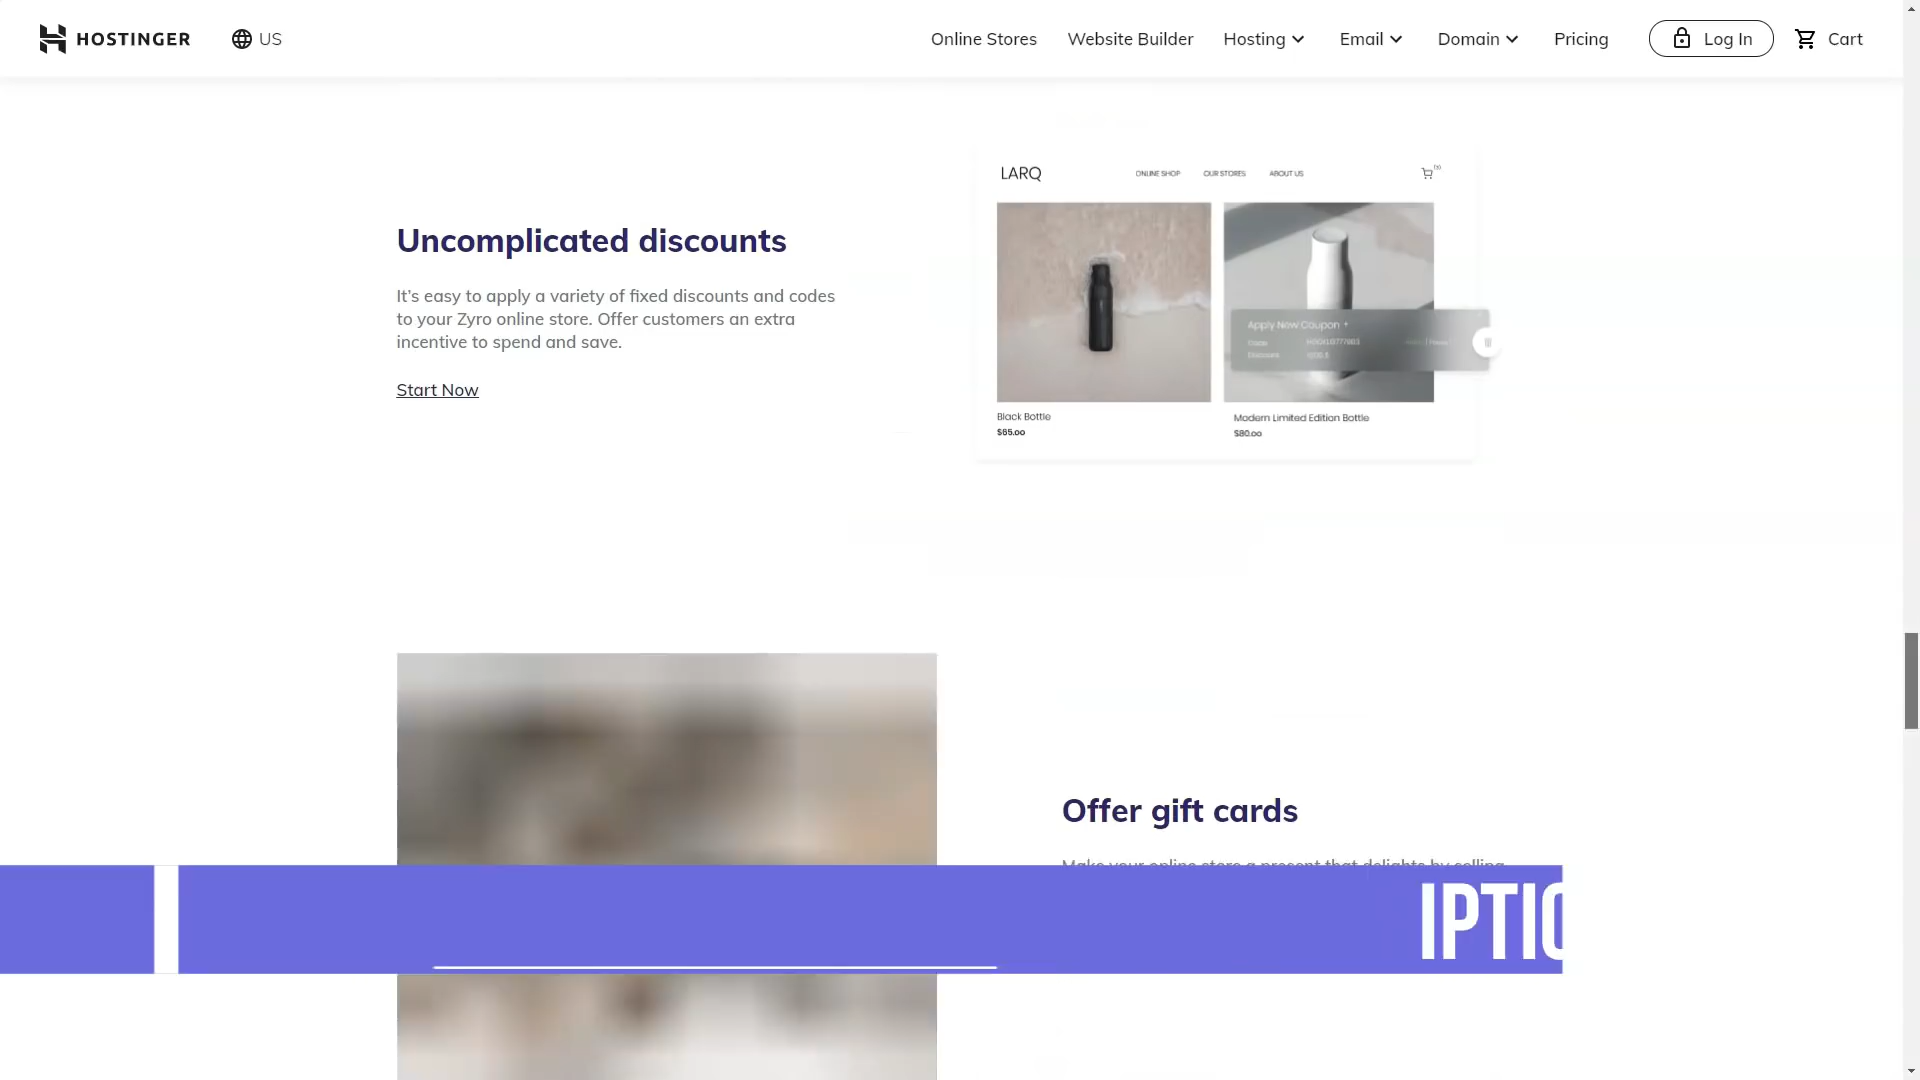 HOSTINGER
US
Online Stores
Website Builder
Hosting
Email
Domain
Pricing
Log In
Cart
LARQ
ONLINE SHOP
OUR STORES
ABOUT US
Uncomplicated discounts
It's easy to apply a variety of fixed discounts and codes
to your Zyro online store. Offer customers an extra
incentive to spend and save.
Start Now
Apply New Coupon +
Code
Discount
Black Bottle
$65.00
Modern Limited Edition Bottle
$80.00
Offer gift cards
Make your online store a present that delights by selling
IPTIO